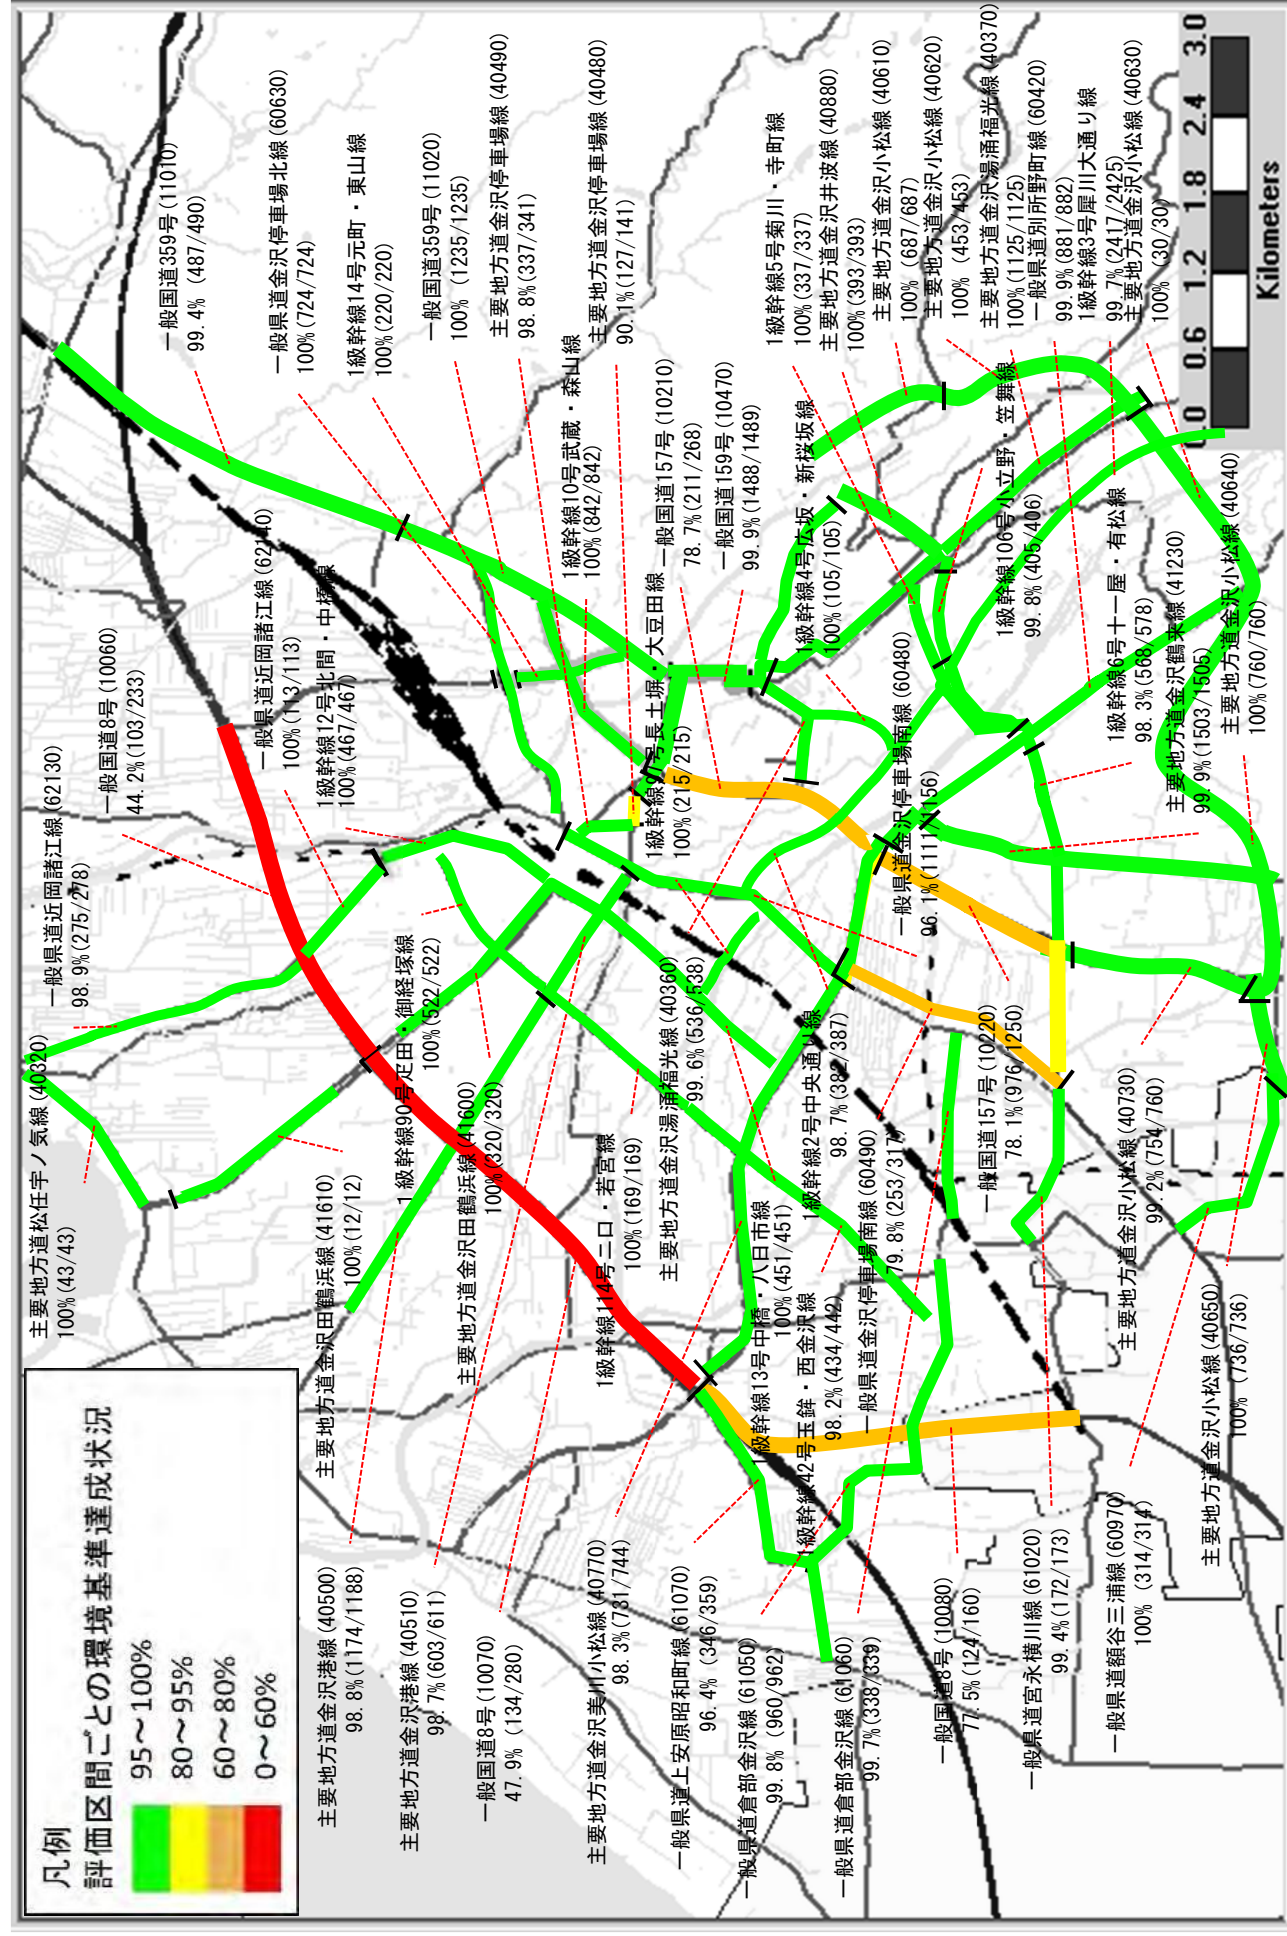 凡例
評価区間ごとの環境基準達成状況
95～100%
80～95%
60～80%
0～60%
主要地方道松任宇ノ気線(40320)
100%(43/43)
一般県道近岡諸江線(62130)
98.9%(275/278)
一般国道8号(10060)
44.2%(103/233)
一般県道近岡諸江線(62140)
100%(113/113)
1級幹線12号北間・中橋線
100%(467/467)
一般国道359号(11010)
99.4% (487/490)
一般県道金沢停車場北線(60630)
100%(724/724)
1級幹線14号元町・東山線
100%(220/220)
一般国道359号(11020)
100% (1235/1235)
主要地方道金沢停車場線(40490)
98.8%(337/341)
主要地方道金沢停車場線(40480)
90.1%(127/141)
1級幹線10号武蔵・森山線
100%(842/842)
一般国道157号(10210)
78.7%(211/268)
一般国道159号(10470)
99.9%(1488/1489)
1級幹線5号菊川・寺町線
100%(337/337)
主要地方道金沢井波線(40880)
100%(393/393)
主要地方道金沢小松線(40610)
100% (687/687)
主要地方道金沢小松線(40620)
100% (453/453)
主要地方道金沢湯涌福光線(40370)
100%(1125/1125)
一般県道別所野町線(60420)
99.9%(881/882)
1級幹線3号犀川大通り線
99.7%(2417/2425)
主要地方道金沢小松線(40630)
100% (30/30)
1級幹線97号長土塀・大豆田線
100%(215/215)
1級幹線4号広坂・新桜坂線
100%(105/105)
1級幹線106号小立野・笠舞線
99.8%(405/406)
1級幹線6号十一屋・有松線
98.3%(568/578)
主要地方道金沢鶴来線(41230)
99.9%(1503/1505)
主要地方道金沢小松線(40640)
100%(760/760)
一般県道金沢停車場南線(60480)
96.1%(1111/1156)
1級幹線90号疋田・御経塚線
100%(522/522)
主要地方道金沢田鶴浜線(41610)
100%(12/12)
主要地方道金沢田鶴浜線(41600)
100%(320/320)
1級幹線114号二口・若宮線
100%(169/169)
主要地方道金沢湯涌福光線(40360)
99.6%(536/538)
1級幹線2号中央通り線
98.7%(382/387)
1級幹線13号中橋・八日市線
100%(451/451)
1級幹線42号玉鉾・西金沢線
98.2%(434/442)
一般県道金沢停車場南線(60490)
79.8%(253/317)
一般国道157号(10220)
78.1%(976/1250)
主要地方道金沢小松線(40730)
99.2%(754/760)
主要地方道金沢小松線(40650)
100% (736/736)
主要地方道金沢港線(40500)
98.8%(1174/1188)
主要地方道金沢港線(40510)
98.7%(603/611)
一般国道8号(10070)
47.9% (134/280)
主要地方道金沢美川小松線(40770)
98.3%(731/744)
一般県道上安原昭和町線(61070)
96.4% (346/359)
一般県道倉部金沢線(61050)
99.8% (960/962)
一般県道倉部金沢線(61060)
99.7%(338/339)
一般国道8号(10080)
77.5%(124/160)
一般県道宮永横川線(61020)
99.4%(172/173)
一般県道額谷三浦線(60970)
100% (314/314)
0.0 0.6 1.2 1.8 2.4 3.0
Kilometers